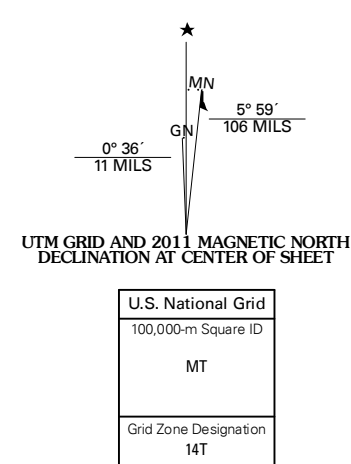 MN
GN
5° 59´
106 MILS
0° 36´
11 MILS
UTM GRID AND 2011 MAGNETIC NORTH
DECLINATION AT CENTER OF SHEET
U.S. National Grid
100,000-m Square ID
MT
Grid Zone Designation
14T